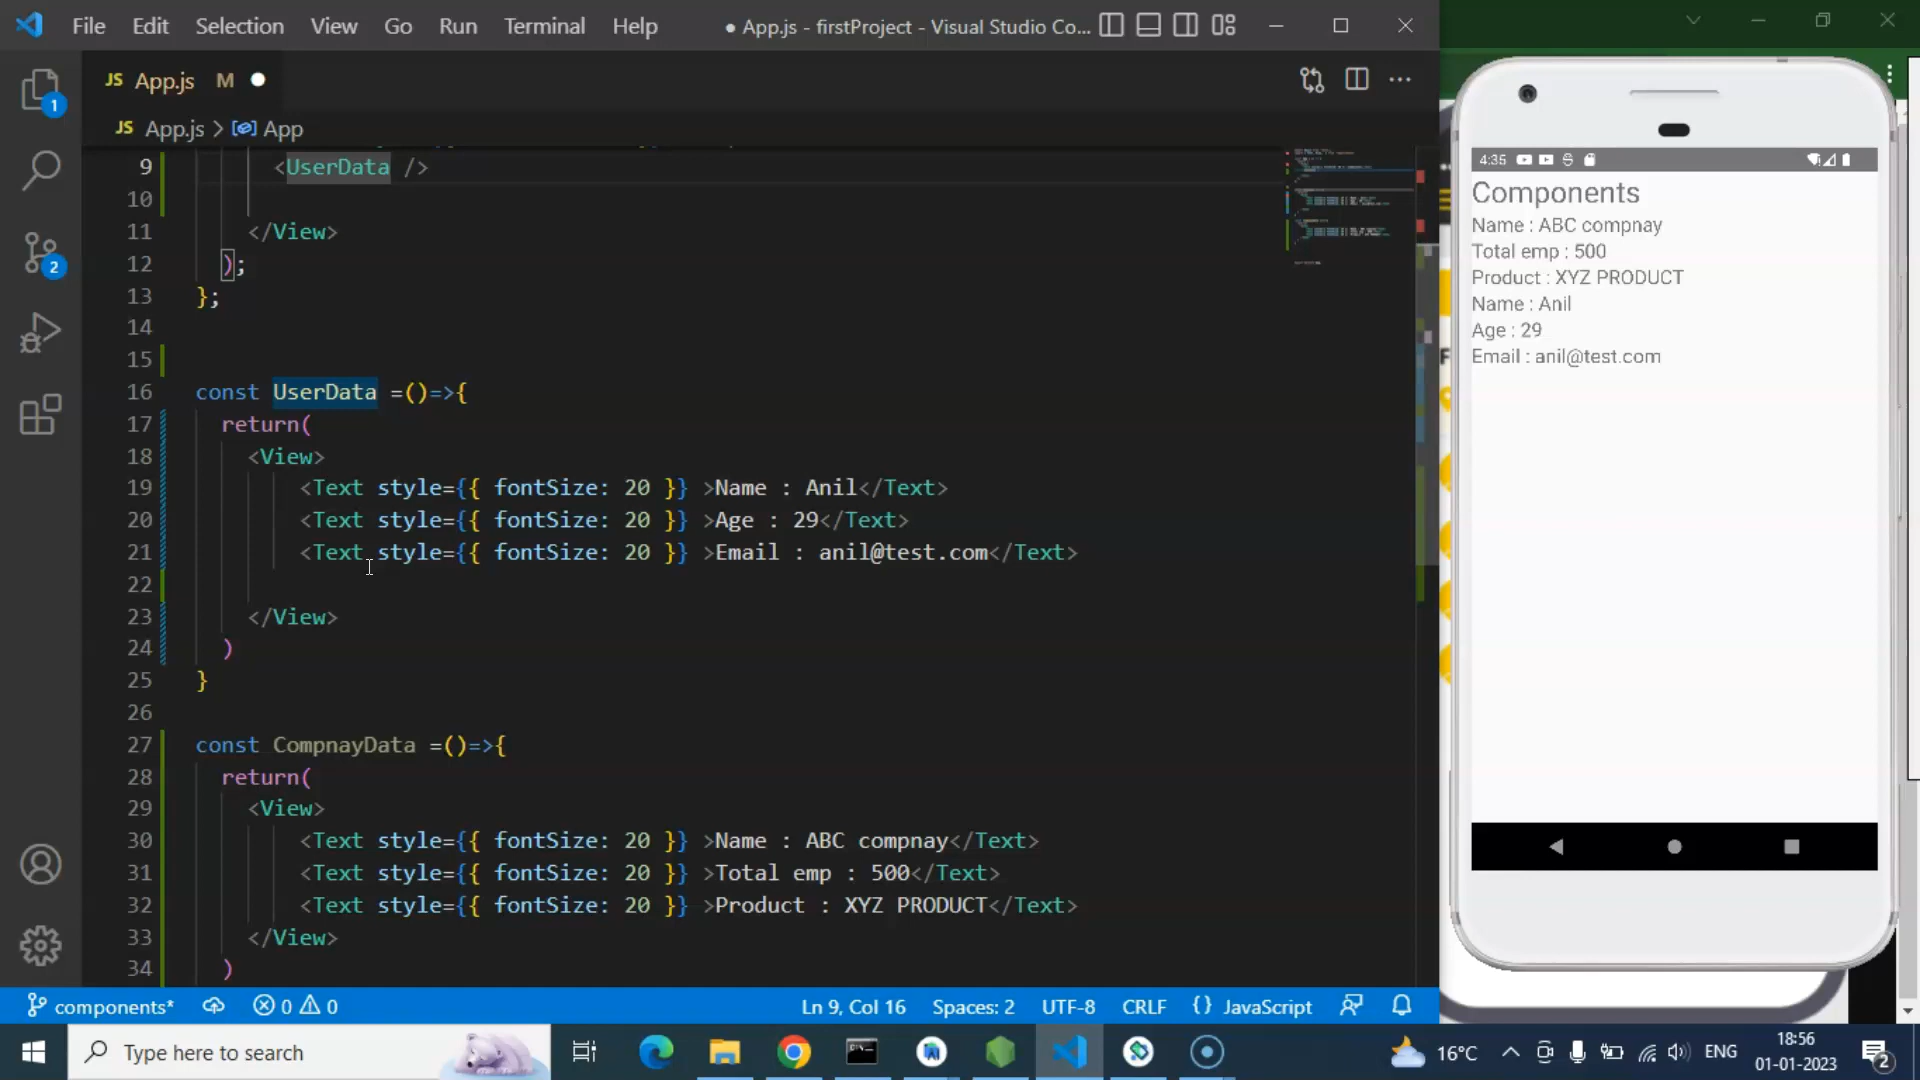 File Edit Selection View Go Run Terminal Help ● App.js - firstProject - Visual Studio Co...
JS App.js M
JS App.js > App
9 <UserData />
10
11 </View>
12 );
13 };
14
15
16 const UserData =()=>{
17 return(
18 <View>
19 <Text style={{ fontSize: 20 }} >Name : Anil</Text>
20 <Text style={{ fontSize: 20 }} >Age : 29</Text>
21 <Text style={{ fontSize: 20 }} >Email : anil@test.com</Text>
22
23 </View>
24 )
25 }
26
27 const CompnayData =()=>{
28 return(
29 <View>
30 <Text style={{ fontSize: 20 }} >Name : ABC compnay</Text>
31 <Text style={{ fontSize: 20 }} >Total emp : 500</Text>
32 <Text style={{ fontSize: 20 }} >Product : XYZ PRODUCT</Text>
33 </View>
34 )
1
2
components* 0 0 Ln 9, Col 16 Spaces: 2 UTF-8 CRLF {} JavaScript
4:35
Components
Name : ABC compnay
Total emp : 500
Product : XYZ PRODUCT
Name : Anil
Age : 29
Email : anil@test.com
Type here to search
16°C ENG
18:56
01-01-2023
2